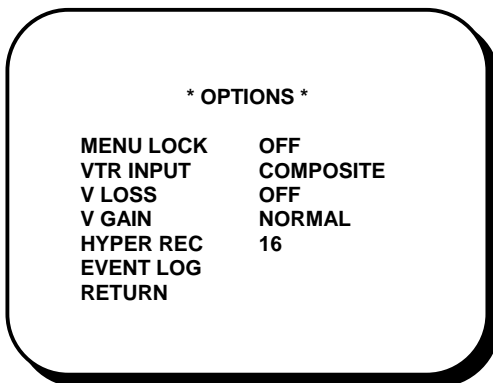 * OPTIONS *
MENU LOCK OFF
VTR INPUT COMPOSITE
V LOSS OFF
V GAIN NORMAL
HYPER REC 16
EVENT LOG
RETURN